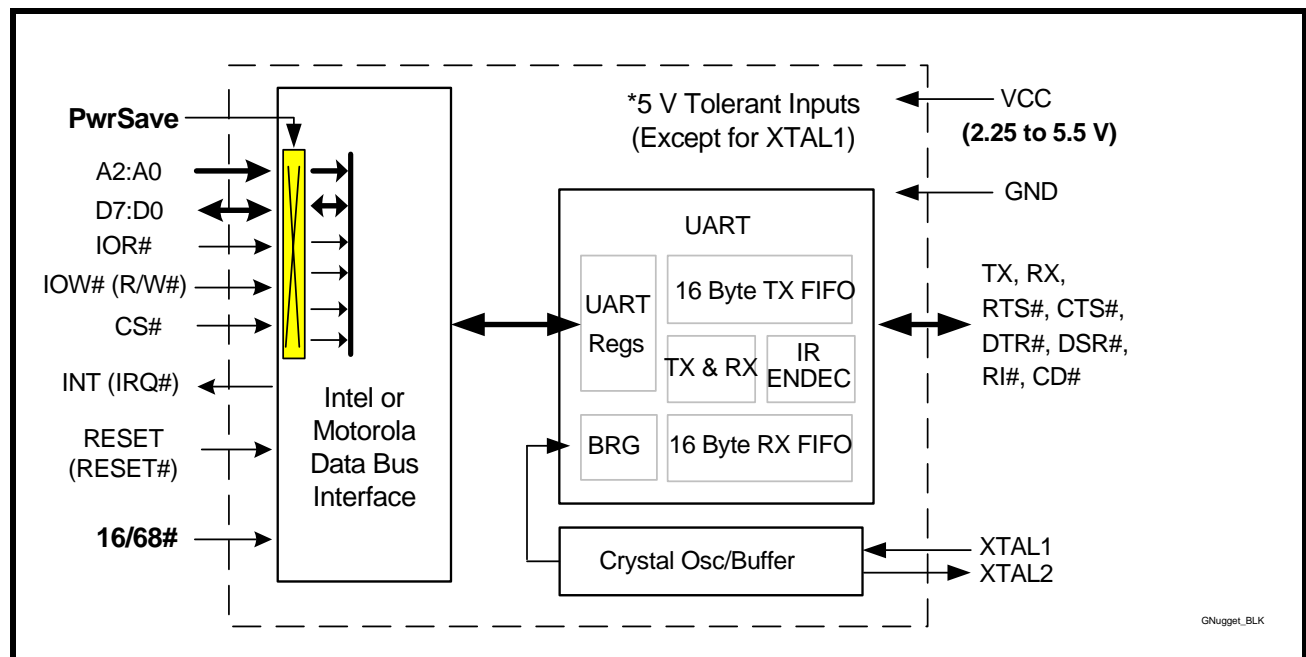 PwrSave
A2:A0
D7:D0
IOR#
IOW# (R/W#)
CS#
INT (IRQ#)
RESET
(RESET#)
16/68#
Intel or
Motorola
Data Bus
Interface
*5 V Tolerant Inputs
(Except for XTAL1)
UART
UART
Regs
16 Byte TX FIFO
TX & RX
IR
ENDEC
BRG
16 Byte RX FIFO
Crystal Osc/Buffer
VCC
(2.25 to 5.5 V)
GND
TX, RX,
RTS#, CTS#,
DTR#, DSR#,
RI#, CD#
XTAL1
XTAL2
GNugget_BLK